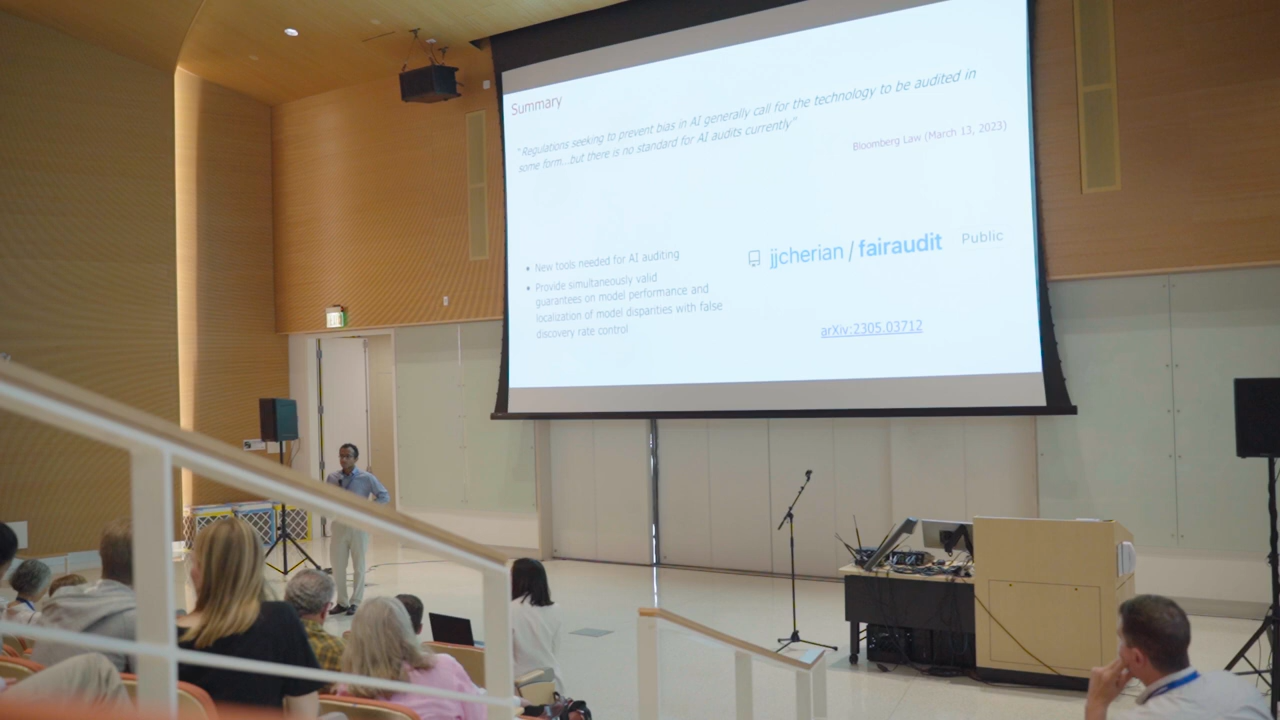 Summary
"Regulations seeking to prevent bias in AI generally call for the technology to be audited in
some form...but there is no standard for AI audits currently"
Bloomberg Law (March 13, 2023)
• New tools needed for AI auditing
• Provide simultaneously valid
guarantees on model performance and
localization of model disparities with false
discovery rate control
jjcherian / fairaudit Public
arXiv:2305.03712